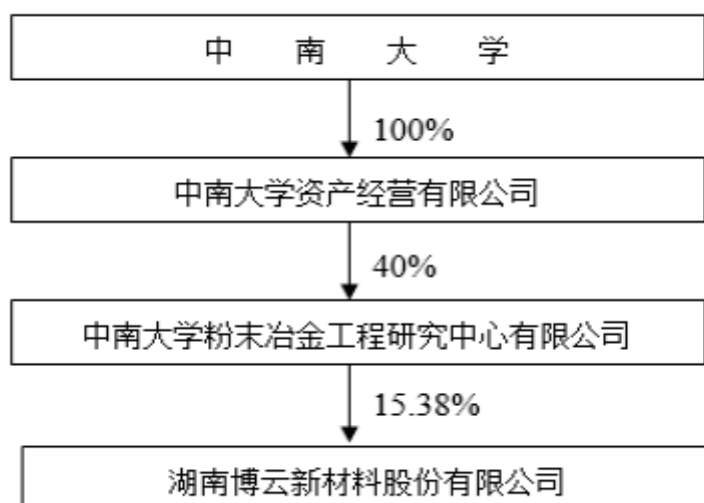 中南大学
100%
中南大学资产经营有限公司
40%
中南大学粉末冶金工程研究中心有限公司
15.38%
湖南博云新材料股份有限公司